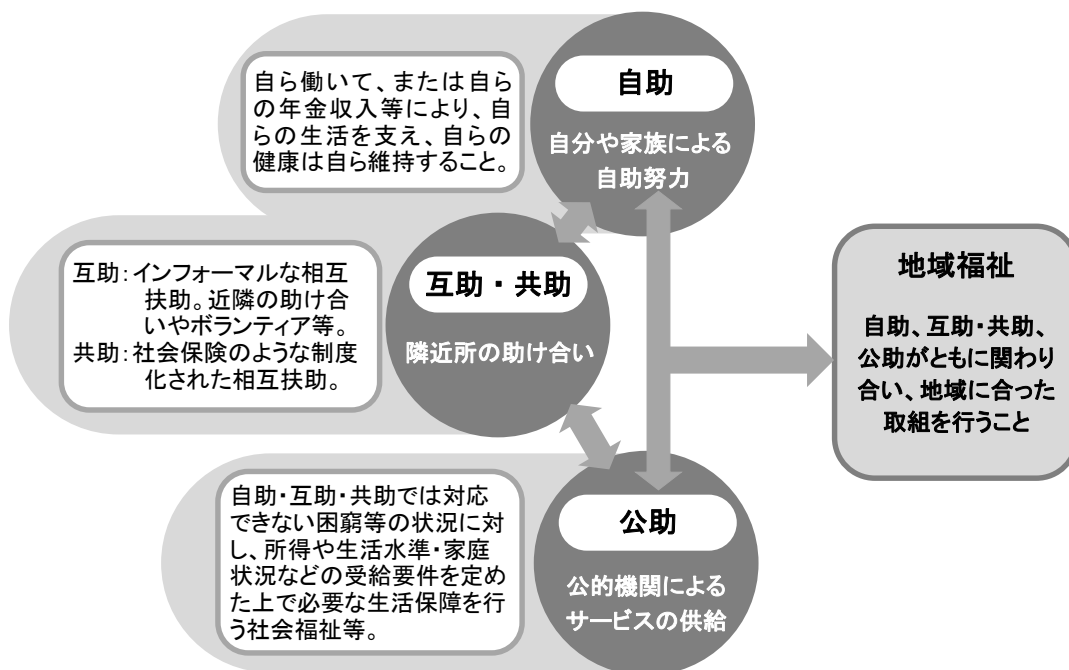 自助
自分や家族による
自助努力
自ら働いて、または自ら
の年金収入等により、自
らの生活を支え、自らの
健康は自ら維持すること。
互助・共助
隣近所の助け合い
互助：インフォーマルな相互
扶助。近隣の助け合
いやボランティア等。
共助：社会保険のような制度
化された相互扶助。
公助
公的機関による
サービスの供給
自助・互助・共助では対応
できない困窮等の状況に対
し、所得や生活水準・家庭
状況などの受給要件を定め
た上で必要な生活保障を行
う社会福祉等。
地域福祉
自助、互助・共助、
公助がともに関わり
合い、地域に合った
取組を行うこと